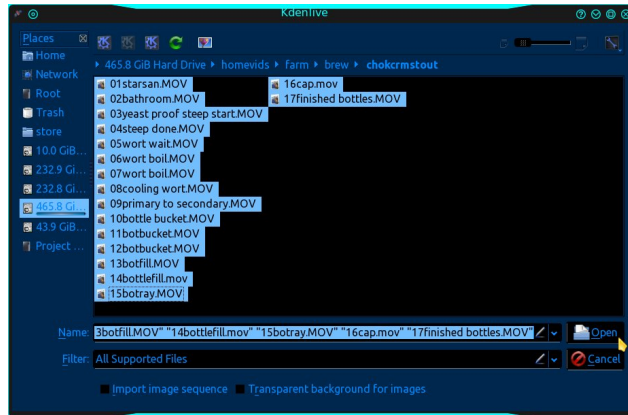 Kdenlive
Places
Home
Network
Root
Trash
store
10.0 GiB...
232.9 Gi...
232.8 Gi...
465.8 Gi...
43.9 GiB...
Project ...
465.8 GiB Hard Drive homevids farm brew chokcrmstout
01starsan.MOV
02bathroom.MOV
03yeast proof steep start.MOV
04steep done.MOV
05wort wait.MOV
06wort boil.MOV
07wort boil.MOV
08cooling wort.MOV
09primary to secondary.MOV
10bottle bucket.MOV
11botbucket.MOV
12botbucket.MOV
13botfill.MOV
14bottlefill.mov
15botray.MOV
16cap.mov
17finished bottles.MOV
Name: 3botfill.MOV" "14bottlefill.mov" "15botray.MOV" "16cap.mov" "17finished bottles.MOV" Open
Filter: All Supported Files Cancel
Import image sequence Transparent background for images